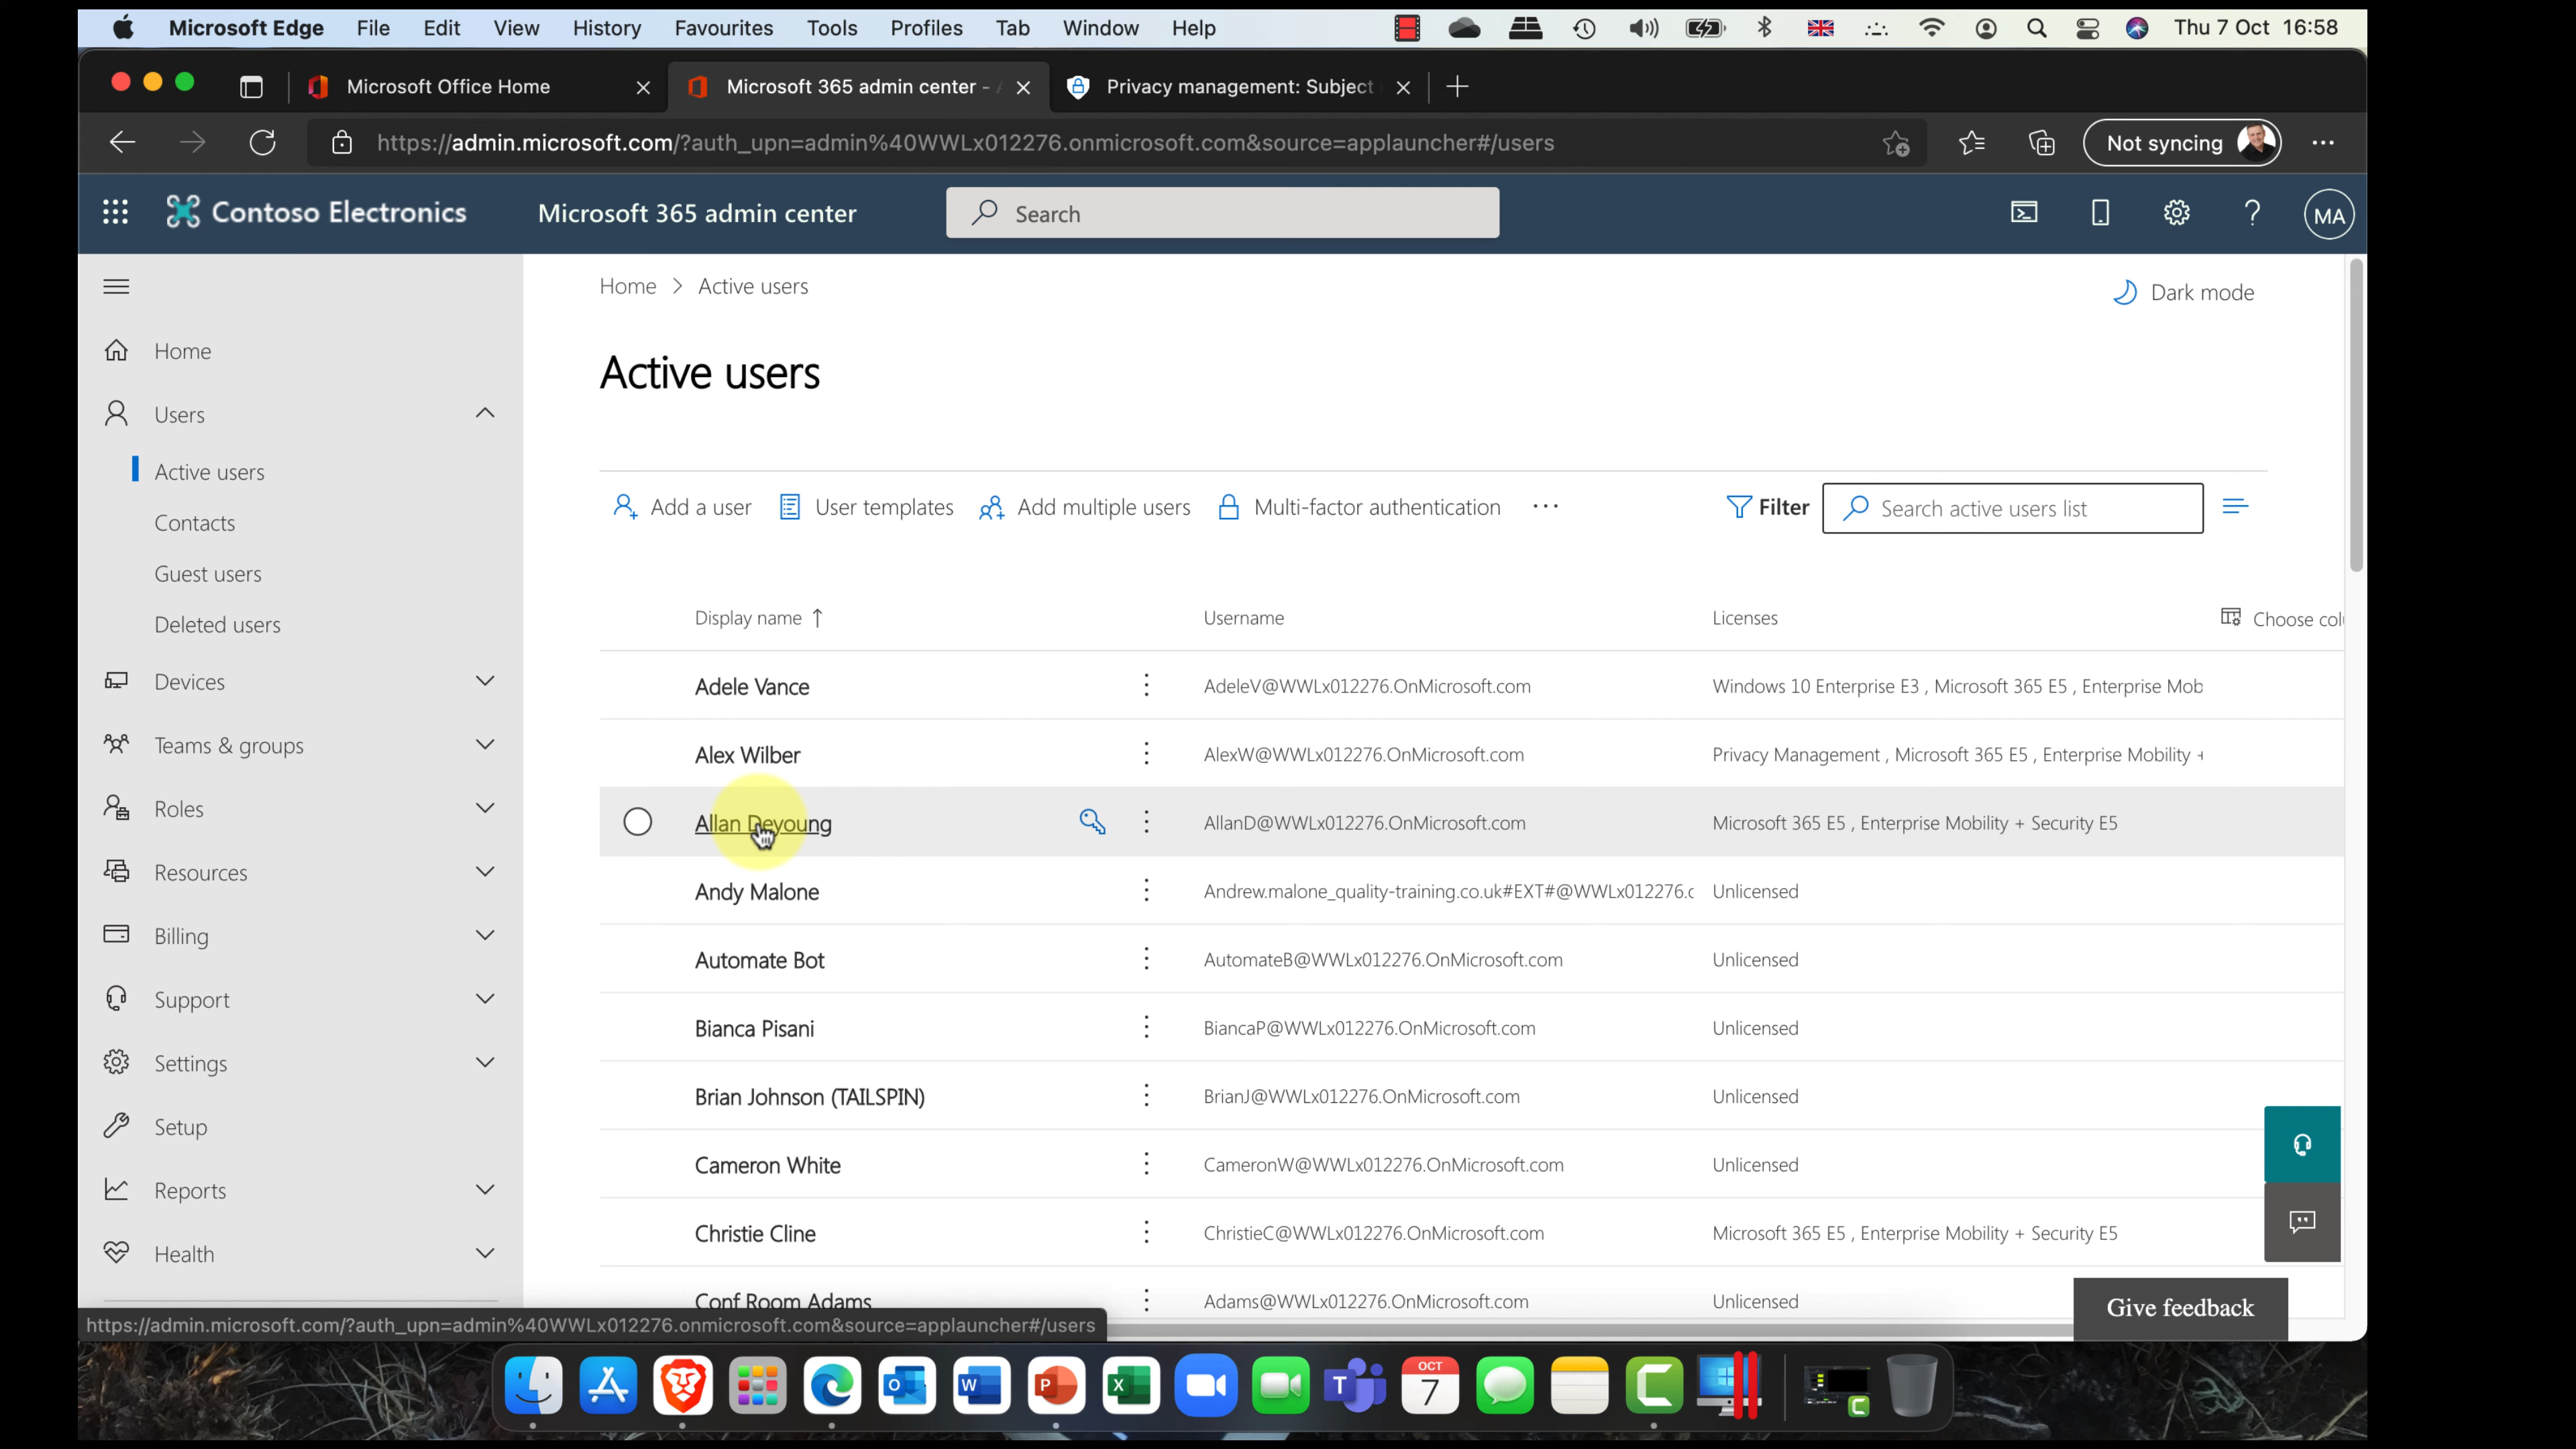 Microsoft Edge File Edit View History Favourites Tools Profiles Tab Window Help Thu 7 Oct 16:58
Microsoft Office Home Microsoft 365 admin center - Privacy management: Subject
https://admin.microsoft.com/?auth_upn=admin%40WWLx012276.onmicrosoft.com&source=applauncher#/users Not syncing
Contoso Electronics Microsoft 365 admin center Search MA
Home > Active users Dark mode
Home
Users
Active users
Contacts
Guest users
Deleted users
Devices
Teams & groups
Roles
Resources
Billing
Support
Settings
Setup
Reports
Health
Active users
Add a user User templates Add multiple users Multi-factor authentication Filter Search active users list
Display name ↑ Username Licenses Choose colu
Adele Vance AdeleV@WWLx012276.OnMicrosoft.com Windows 10 Enterprise E3 , Microsoft 365 E5 , Enterprise Mob
Alex Wilber AlexW@WWLx012276.OnMicrosoft.com Privacy Management , Microsoft 365 E5 , Enterprise Mobility +
Allan Deyoung AllanD@WWLx012276.OnMicrosoft.com Microsoft 365 E5 , Enterprise Mobility + Security E5
Andy Malone Andrew.malone_quality-training.co.uk#EXT#@WWLx012276.c Unlicensed
Automate Bot AutomateB@WWLx012276.OnMicrosoft.com Unlicensed
Bianca Pisani BiancaP@WWLx012276.OnMicrosoft.com Unlicensed
Brian Johnson (TAILSPIN) BrianJ@WWLx012276.OnMicrosoft.com Unlicensed
Cameron White CameronW@WWLx012276.OnMicrosoft.com Unlicensed
Christie Cline ChristieC@WWLx012276.OnMicrosoft.com Microsoft 365 E5 , Enterprise Mobility + Security E5
Conf Room Adams Adams@WWLx012276.OnMicrosoft.com Unlicensed
Give feedback
https://admin.microsoft.com/?auth_upn=admin%40WWLx012276.onmicrosoft.com&source=applauncher#/users
O W P X T OCT
7